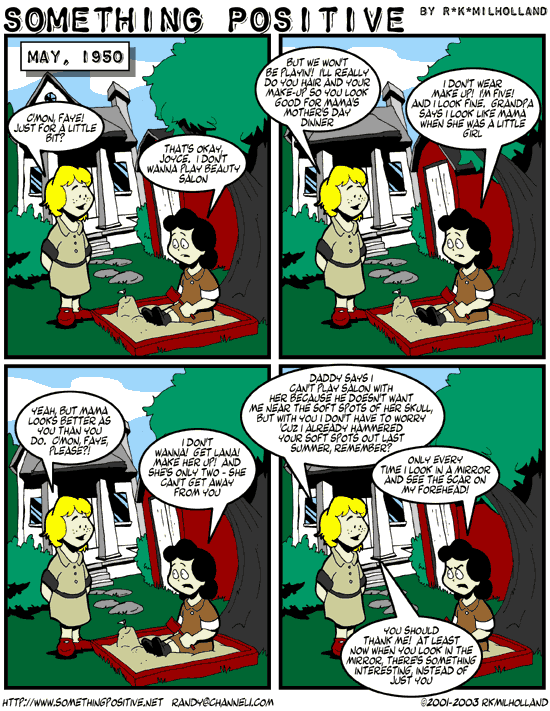 SOMETHING POSITIVE BY R*K*MILHOLLAND
MAY, 1950
C'MON, FAYE!
JUST FOR A LITTLE
BIT?
THAT'S OKAY,
JOYCE. I DON'T
WANNA PLAY BEAUTY
SALON
BUT WE WON'T
BE PLAYIN'! I'LL REALLY
DO YOU HAIR AND YOUR
MAKE-UP SO YOU LOOK
GOOD FOR MAMA'S
MOTHER'S DAY
DINNER
I DON'T WEAR
MAKE UP! I'M FIVE!
AND I LOOK FINE. GRANDPA
SAYS I LOOK LIKE MAMA
WHEN SHE WAS A LITTLE
GIRL
YEAH, BUT MAMA
LOOKS BETTER AS
YOU THAN YOU
DO. C'MON, FAYE,
PLEASE?!
I DON'T
WANNA! GET LANA!
MAKE HER UP! AND
SHE'S ONLY TWO - SHE
CAN'T GET AWAY
FROM YOU
DADDY SAYS I
CAN'T PLAY SALON WITH
HER BECAUSE HE DOESN'T WANT
ME NEAR THE SOFT SPOTS OF HER SKULL,
BUT WITH YOU I DON'T HAVE TO WORRY
'CUZ I ALREADY HAMMERED
YOUR SOFT SPOTS OUT LAST
SUMMER, REMEMBER?
ONLY EVERY
TIME I LOOK IN A MIRROR
AND SEE THE SCAR ON
MY FOREHEAD!
YOU SHOULD
THANK ME! AT LEAST
NOW WHEN YOU LOOK IN THE
MIRROR, THERE'S SOMETHING
INTERESTING, INSTEAD OF
JUST YOU
HTTP://WWW.SOMETHINGPOSITIVE.NET RANDY@CHANNEL1.COM ©2001-2003 RKMILHOLLAND